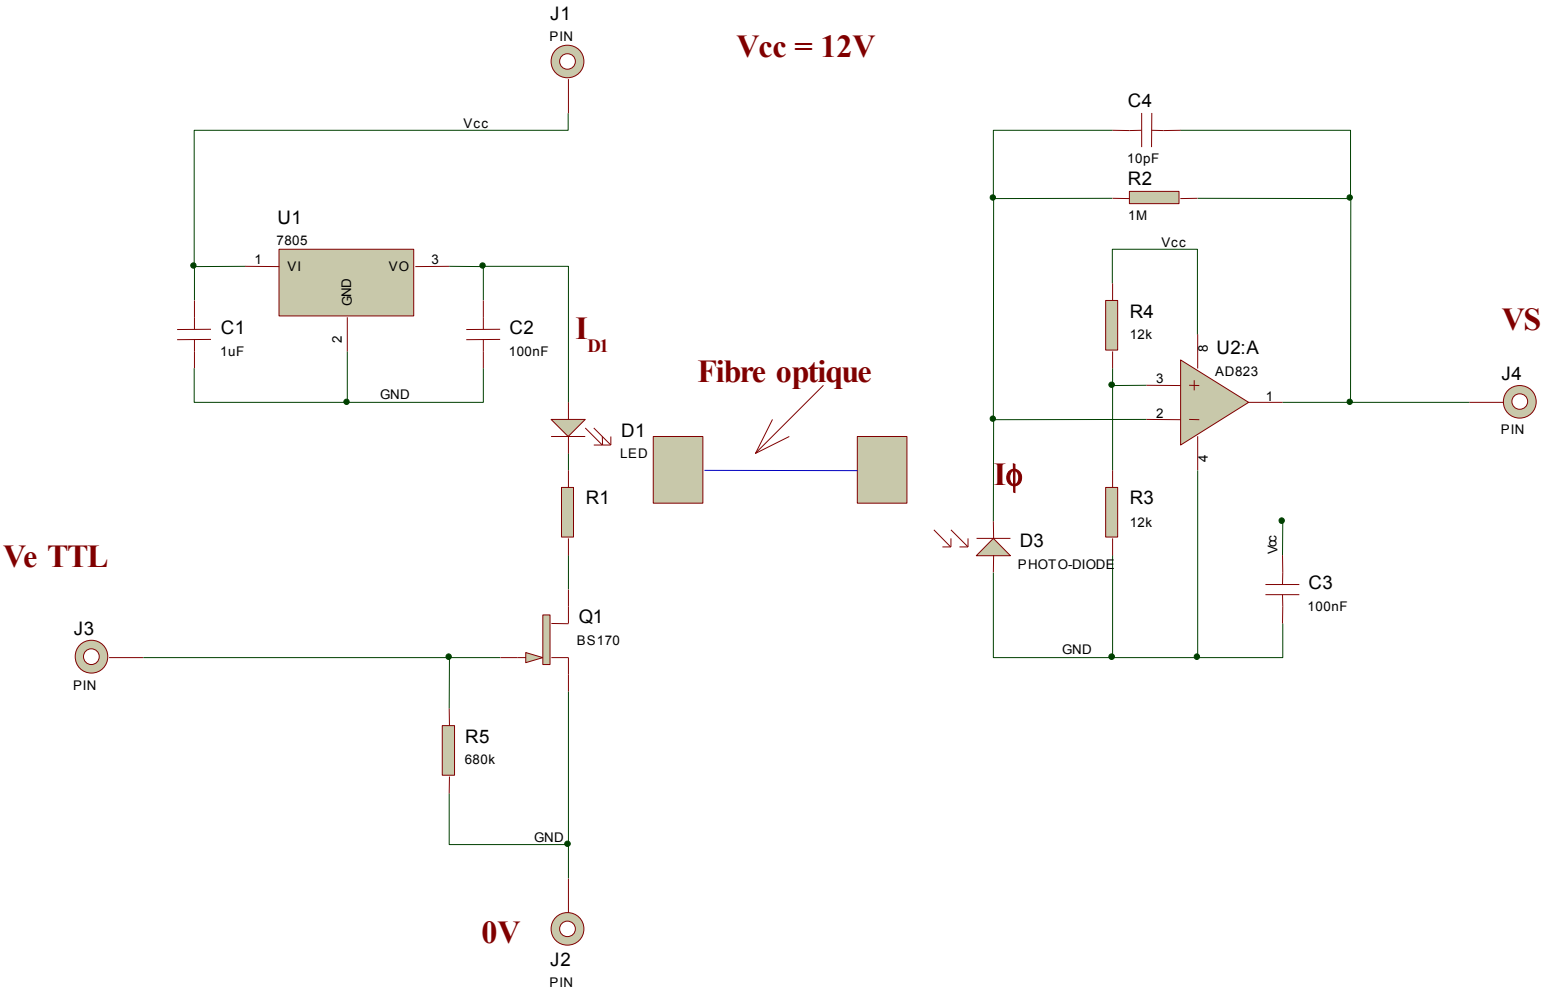 J1
PIN
Vcc = 12V
Vcc
C4
10pF
R2
1M
U1
7805
1
VI
VO
3
GND
2
C1
1uF
C2
100nF
GND
I D1
Vcc
R4
12k
8
U2:A
AD823
3
+
2
−
1
4
VS
J4
PIN
Fibre optique
D1
LED
R1
Iϕ
R3
12k
D3
PHOTO-DIODE
Vcc
C3
100nF
GND
Ve TTL
J3
PIN
Q1
BS170
R5
680k
GND
0V
J2
PIN